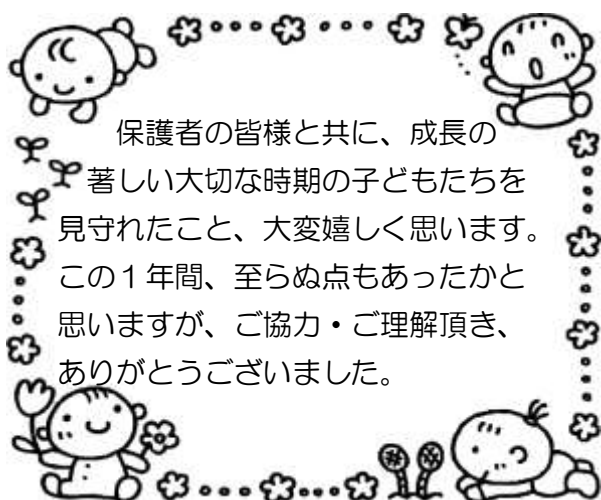 保護者の皆様と共に、成長の
著しい大切な時期の子どもたちを
見守れたこと、大変嬉しく思います。
この１年間、至らぬ点もあったかと
思いますが、ご協力・ご理解頂き、
ありがとうございました。